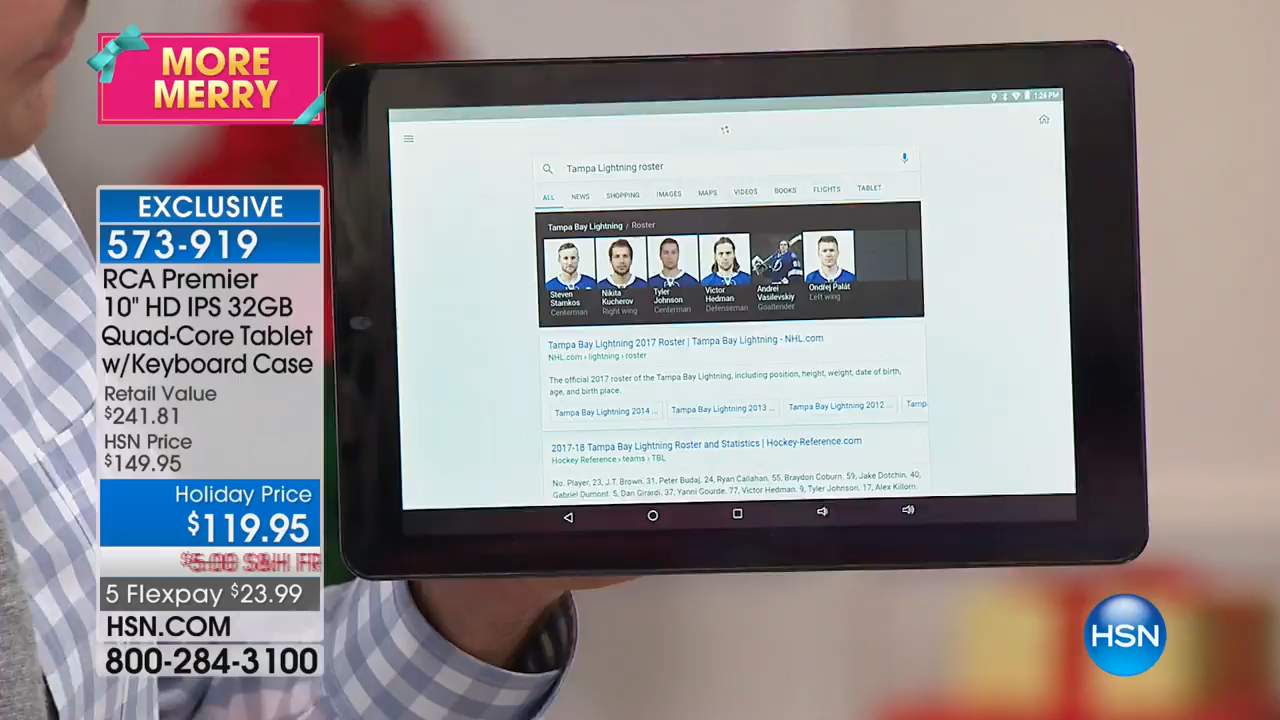 MORE
MERRY
EXCLUSIVE
573-919
RCA Premier
10" HD IPS 32GB
Quad-Core Tablet
w/Keyboard Case
Retail Value
$241.81
HSN Price
$149.95
Holiday Price
$119.95
$5.00 S&H FR
5 Flexpay $23.99
HSN.COM
800-284-3100
1:26 PM
Tampa Lightning roster
ALL NEWS SHOPPING IMAGES MAPS VIDEOS BOOKS FLIGHTS TABLET
Tampa Bay Lightning / Roster
Steven Stamkos
Centerman
Nikita Kucherov
Right wing
Tyler Johnson
Centerman
Victor Hedman
Defenseman
Andrei Vasilevskiy
Goaltender
Ondřej Palát
Left wing
Tampa Bay Lightning 2017 Roster | Tampa Bay Lightning - NHL.com
NHL.com › lightning › roster
The official 2017 roster of the Tampa Bay Lightning, including position, height, weight, date of birth,
age, and birth place.
Tampa Bay Lightning 2014 ... Tampa Bay Lightning 2013 ... Tampa Bay Lightning 2012 ... Tamp
2017-18 Tampa Bay Lightning Roster and Statistics | Hockey-Reference.com
Hockey Reference › teams › TBL
No. Player, 23, J.T. Brown. 31, Peter Budaj. 24, Ryan Callahan. 55, Braydon Coburn. 59, Jake Dotchin. 40,
Gabriel Dumont. 5, Dan Girardi. 37, Yanni Gourde. 77, Victor Hedman. 9, Tyler Johnson. 17, Alex Killorn.
HSN